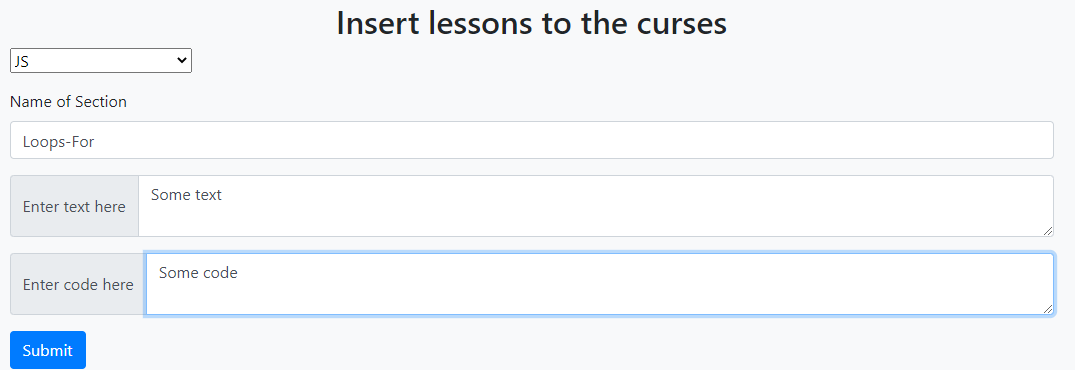 Insert lessons to the curses
JS
Name of Section
Loops-For
Enter text here
Some text
Enter code here
Some code
Submit